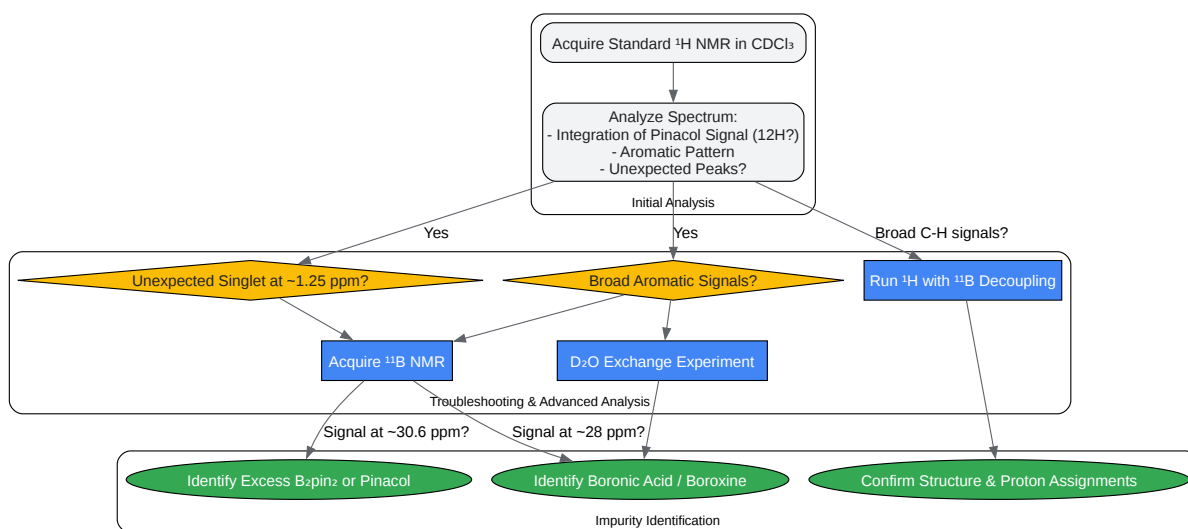 Acquire Standard ¹H NMR in CDCl₃
Analyze Spectrum:
- Integration of Pinacol Signal (12H?)
- Aromatic Pattern
- Unexpected Peaks?
Initial Analysis
Yes
Yes
Broad C-H signals?
Unexpected Singlet at ~1.25 ppm?
Broad Aromatic Signals?
Run ¹H with ¹¹B Decoupling
Acquire ¹¹B NMR
D₂O Exchange Experiment
Troubleshooting & Advanced Analysis
Signal at ~30.6 ppm?
Signal at ~28 ppm?
Identify Excess B₂pin₂ or Pinacol
Identify Boronic Acid / Boroxine
Confirm Structure & Proton Assignments
Impurity Identification